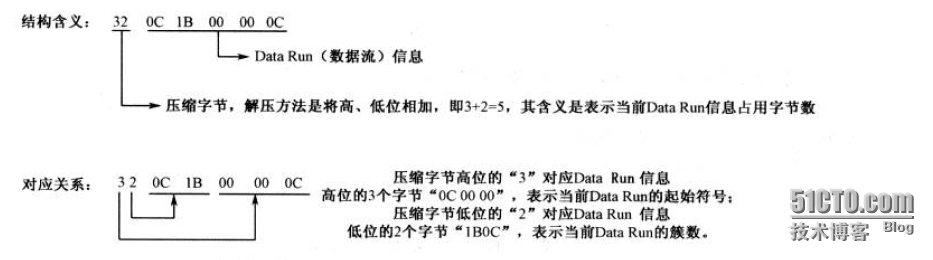 结构含义： 32 0C 1B 00 00 0C
Data Run（数据流）信息
压缩字节，解压方法是将高、低位相加，即3+2=5，其含义是表示当前Data Run信息占用字节数
对应关系： 3 2 0C 1B 00 00 0C
压缩字节高位的“3”对应Data Run 信息
高位的3个字节“0C 00 00”，表示当前Data Run的起始符号；
压缩字节低位的“2”对应Data Run 信息
低位的2个字节“1B0C”，表示当前Data Run的簇数。
51CTO.com
技术博客 Blog